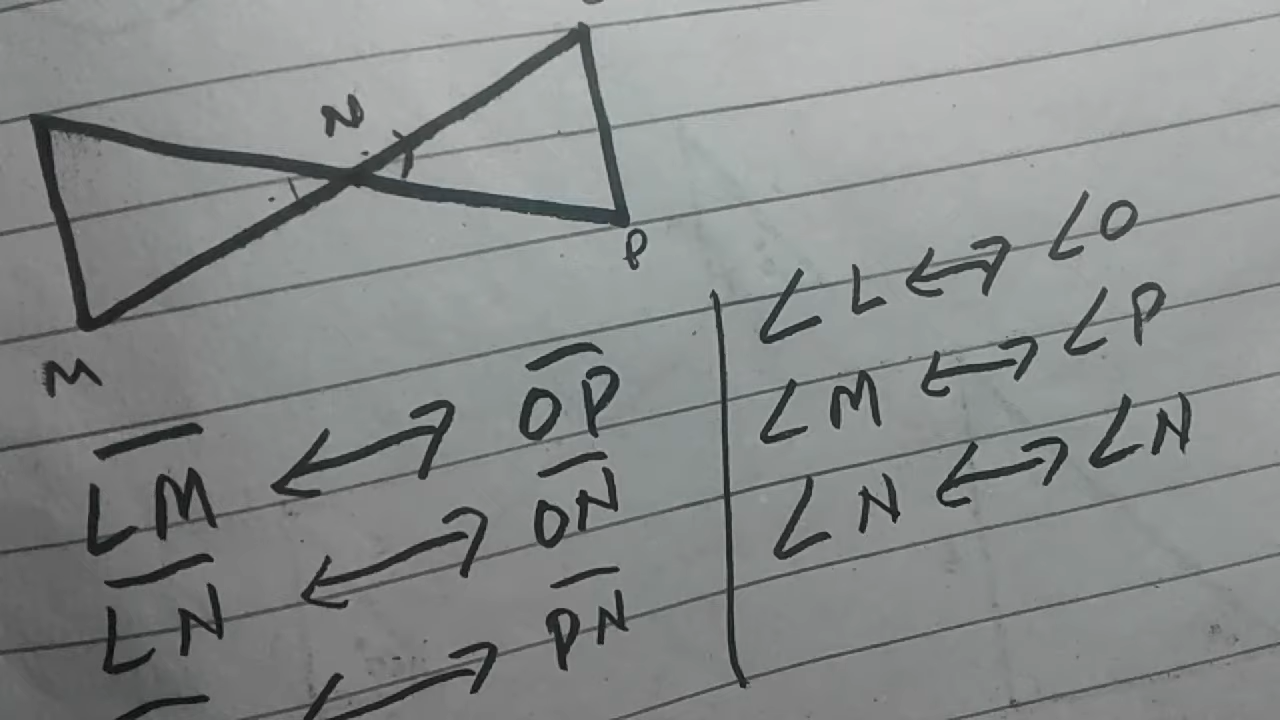 N
P
M
LM ↔ OP
LN ↔ ON
↔ PN
∠L ↔ ∠O
∠M ↔ ∠P
∠N ↔ ∠N